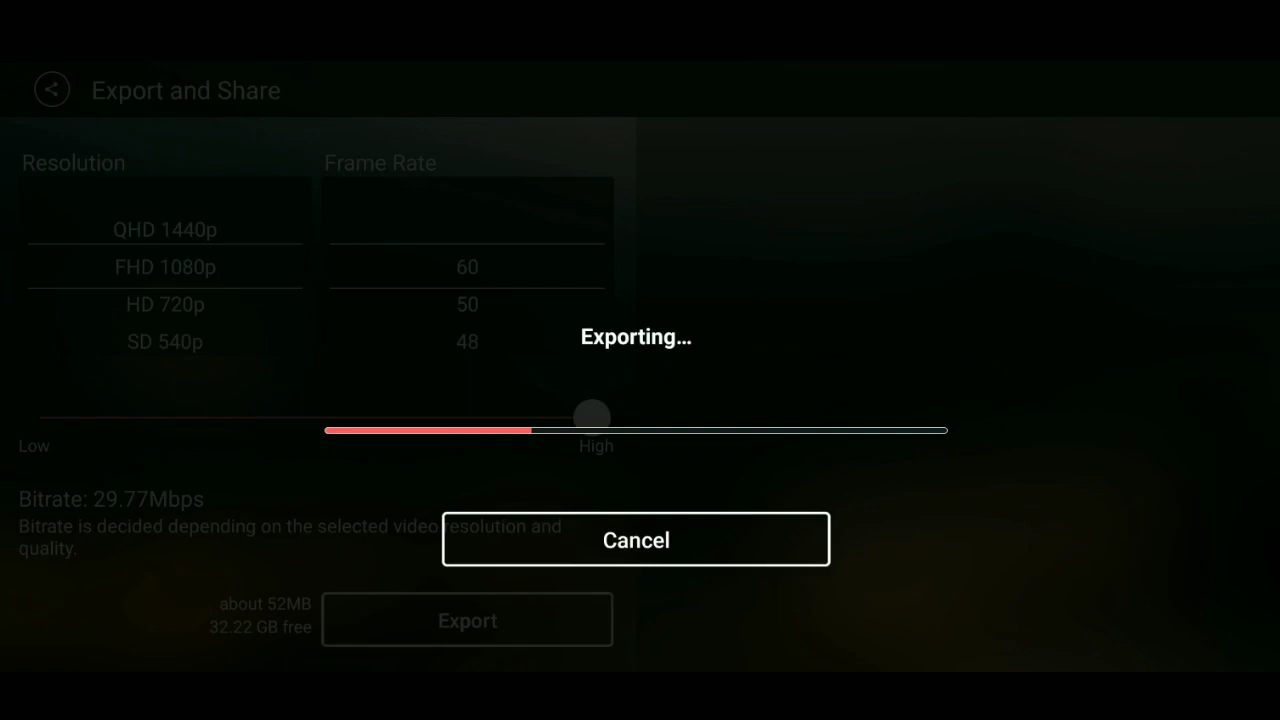 Export and Share
Resolution
Frame Rate
QHD 1440p
FHD 1080p
60
HD 720p
50
SD 540p
48
Exporting...
Low
High
Bitrate: 29.77Mbps
Bitrate is decided depending on the selected video resolution and
quality.
Cancel
about 52MB
32.22 GB free
Export